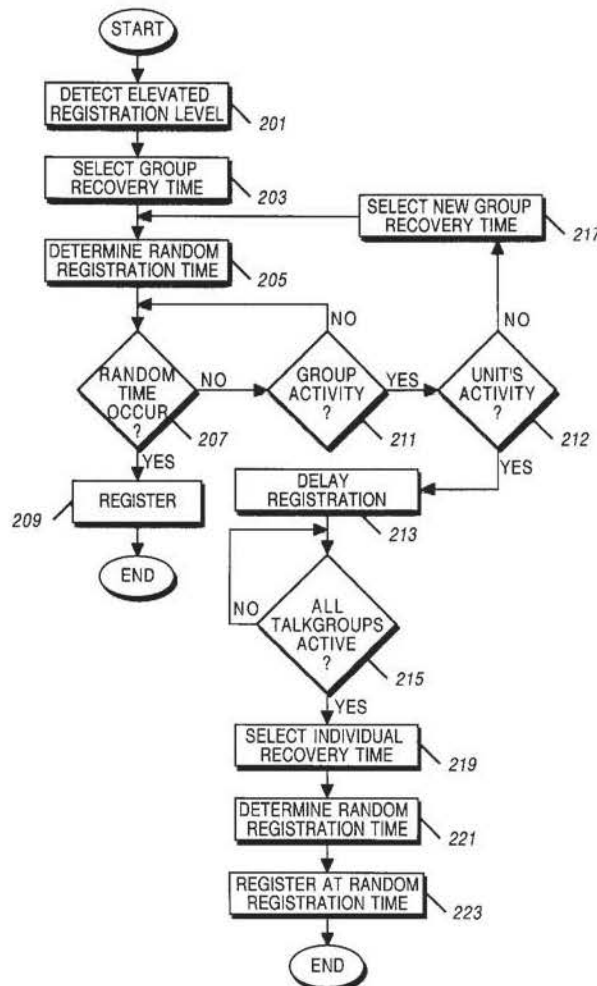 START
DETECT ELEVATED
REGISTRATION LEVEL
201
SELECT GROUP
RECOVERY TIME
203
SELECT NEW GROUP
RECOVERY TIME
217
DETERMINE RANDOM
REGISTRATION TIME
205
NO
NO
RANDOM
TIME
OCCUR
?
207
NO
GROUP
ACTIVITY
?
211
YES
UNIT'S
ACTIVITY
?
212
YES
YES
REGISTER
209
DELAY
REGISTRATION
213
END
NO
ALL
TALKGROUPS
ACTIVE
?
215
YES
SELECT INDIVIDUAL
RECOVERY TIME
219
DETERMINE RANDOM
REGISTRATION TIME
221
REGISTER AT RANDOM
REGISTRATION TIME
223
END